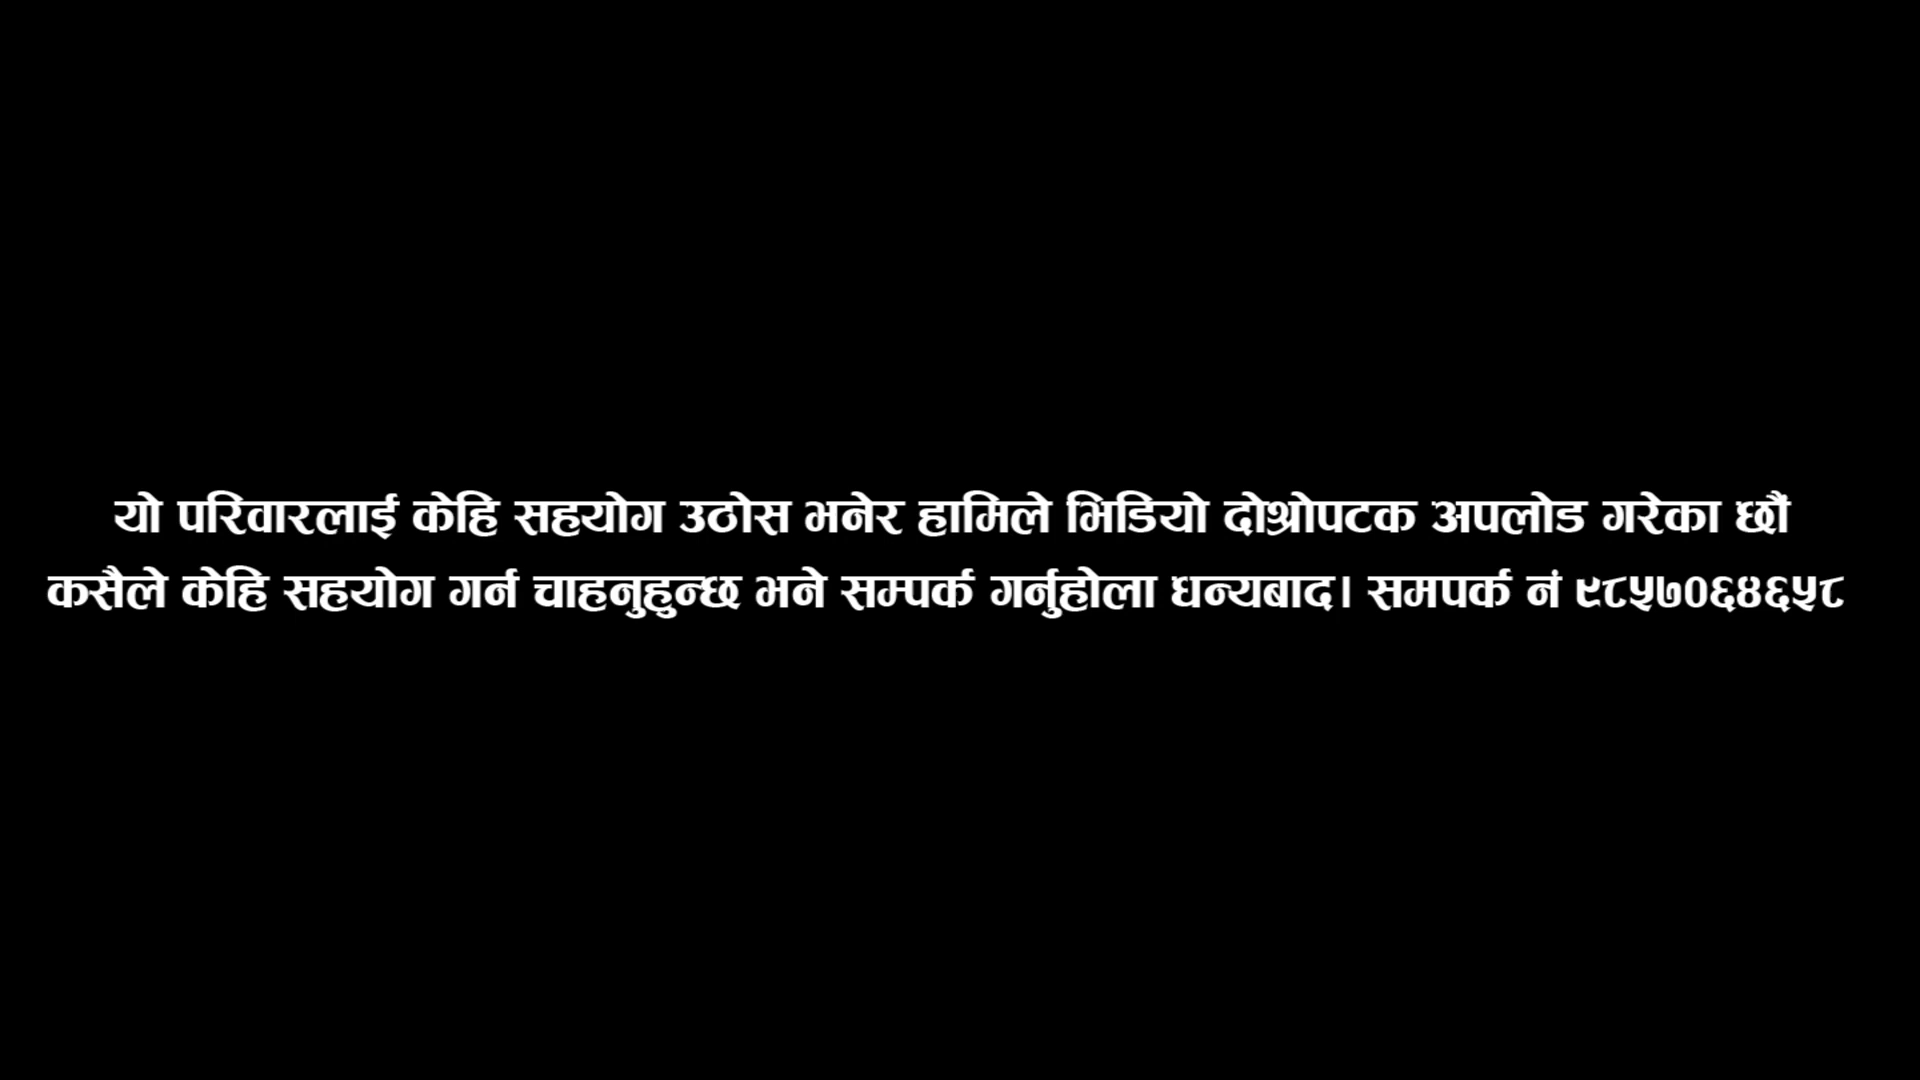 यो परिवारलाई केहि सहयोग उठोस भनेर हामिले भिडियो दोश्रोपटक अपलोड गरेका छौं
कसैले केहि सहयोग गर्न चाहनुहुन्छ भने सम्पर्क गर्नुहोला धन्यबाद। समपर्क नं ९८५७०६४६५८